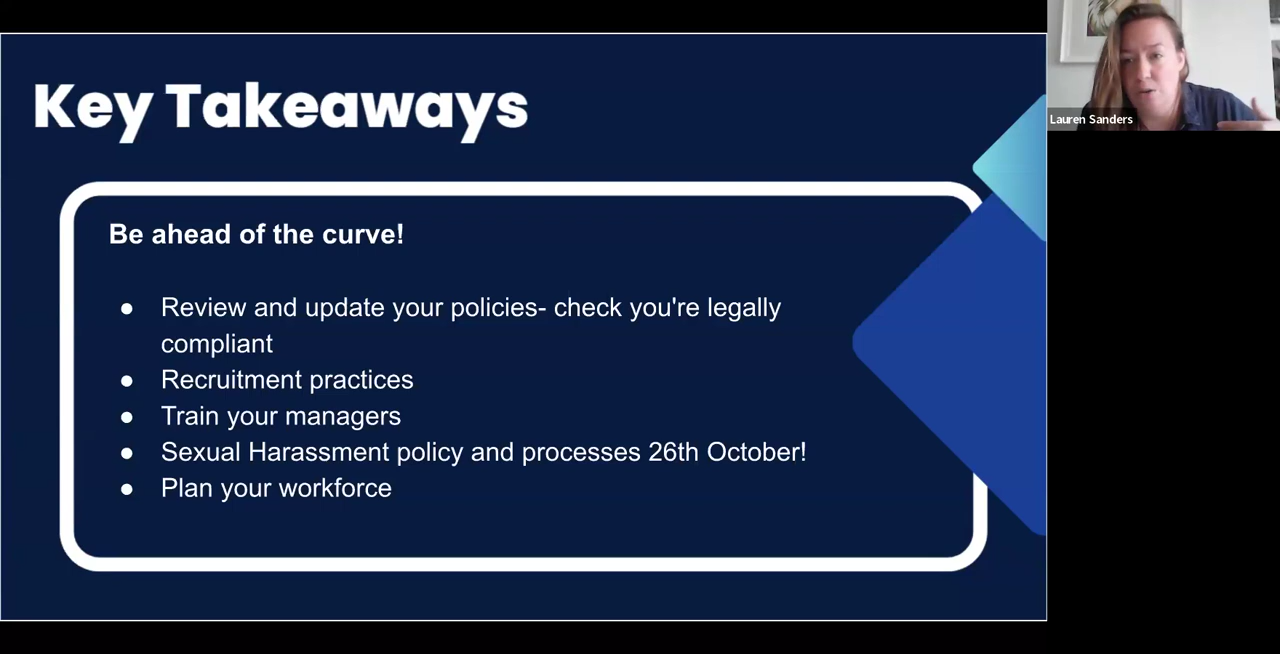 Key Takeaways
Be ahead of the curve!
● Review and update your policies- check you're legally
compliant
● Recruitment practices
● Train your managers
● Sexual Harassment policy and processes 26th October!
● Plan your workforce
Lauren Sanders